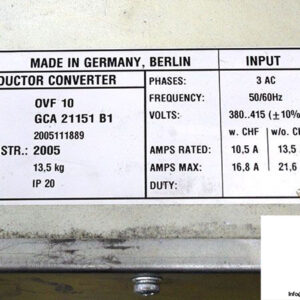 MADE IN GERMANY, BERLIN
INPUT
DUCTOR CONVERTER
OVF 10
GCA 21151 B1
2005111889
STR.: 2005
13,5 kg
IP 20
PHASES: 3 AC
FREQUENCY: 50/60Hz
VOLTS: 380..415 (±10%
w. CHF w/o. C
AMPS RATED: 10,5 A 13,5
AMPS MAX: 16,8 A 21,6
DUTY: